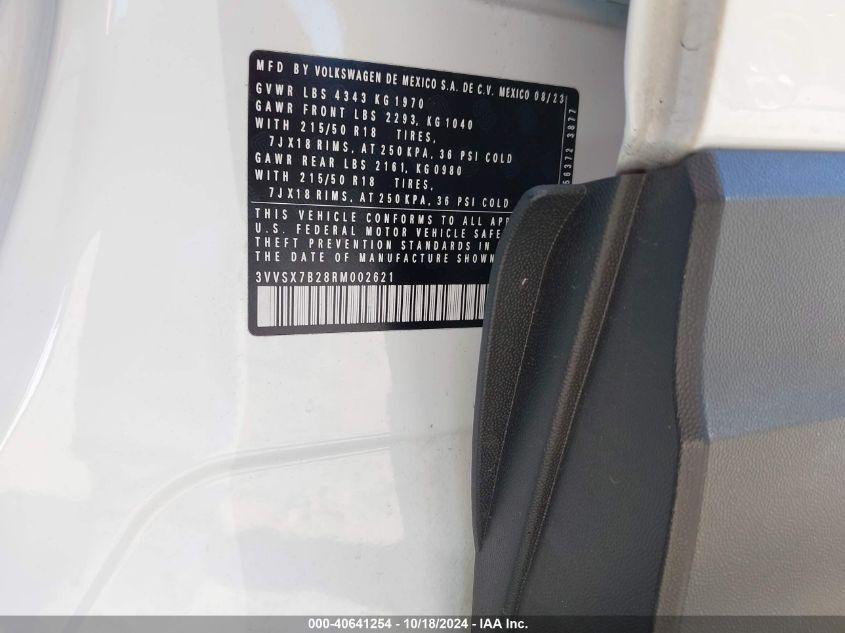 MFD BY VOLKSWAGEN DE MEXICO S.A. DE C.V. MEXICO 08/23
GVWR LBS 4343 KG1970
GAWR FRONT LBS 2293, KG1040
WITH 215/50 R18 TIRES,
7JX18 RIMS, AT 250KPA, 36 PSI COLD
GAWR REAR LBS 2161, KG0980
WITH 215/50 R18 TIRES,
7JX18 RIMS, AT 250KPA, 36 PSI COLD
THIS VEHICLE CONFORMS TO ALL APP
U.S. FEDERAL MOTOR VEHICLE SAFE
THEFT PREVENTION STANDARDS IN
THE DATE OF MANUFACTURE SHOWN
3VVSX7B28RM002621
56372 3877
000-40641254 | 10/18/2024 | IAA Inc.